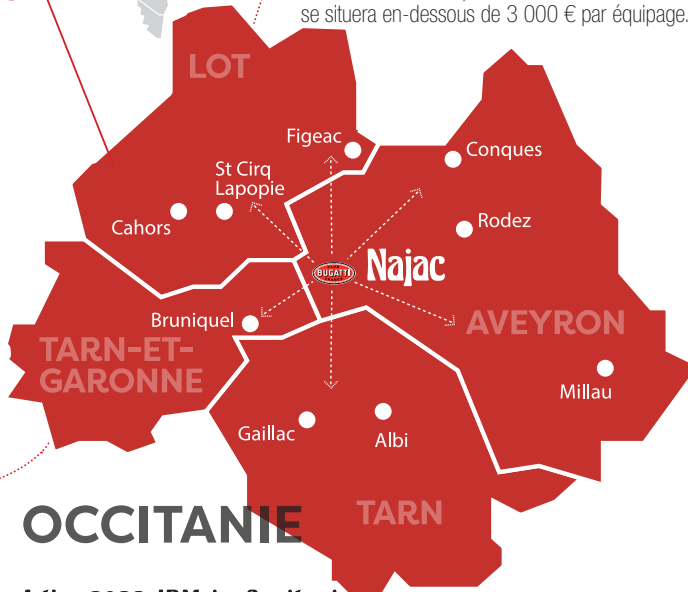 se situera en-dessous de 3 000 € par équipage.
LOT
Figeac
Conques
St Cirq
Lapopie
Cahors
Rodez
BUGATTI
Najac
Bruniquel
AVEYRON
TARN-ET-
GARONNE
Millau
Gaillac
Albi
TARN
OCCITANIE